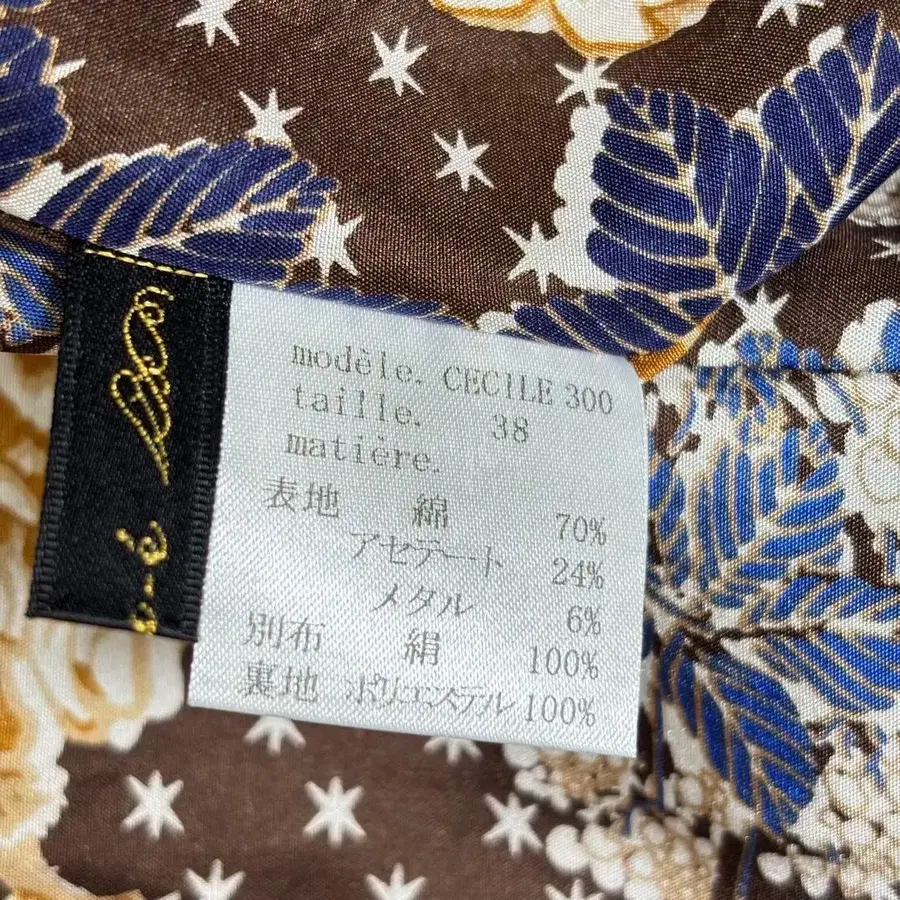 modèle. CECILE 300
taille. 38
matière.
表地 綿 70%
アセテート 24%
メタル 6%
別布 絹 100%
裏地 ポリエステル 100%